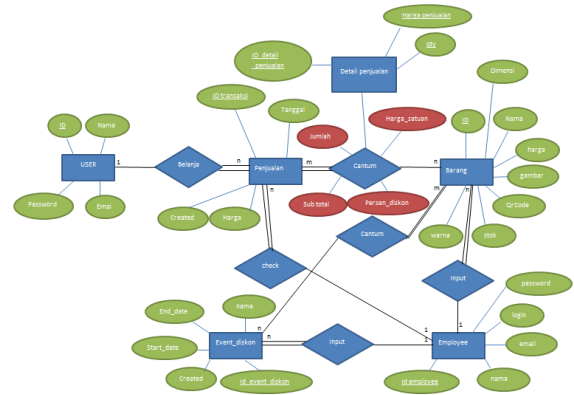 Harga penjualan
qty
ID_detail
_penjualan
Detail penjualan
Dimensi
ID transaksi
Tanggal
Harga_satuan
Jumlah
ID
Nama
ID
Nama
harga
USER
1
Belanja
n
Penjualan
m
Cantum
n
Barang
gambar
n
m
n
Password
Emai
Created
Harga
Sub total
Persen_diskon
QrCode
Cantum
warna
stok
check
Input
password
nama
End_date
login
1
1
n
Start_date
Event_diskon
n
Input
1
Employee
email
Created
Id_event_diskon
Id employee
nama